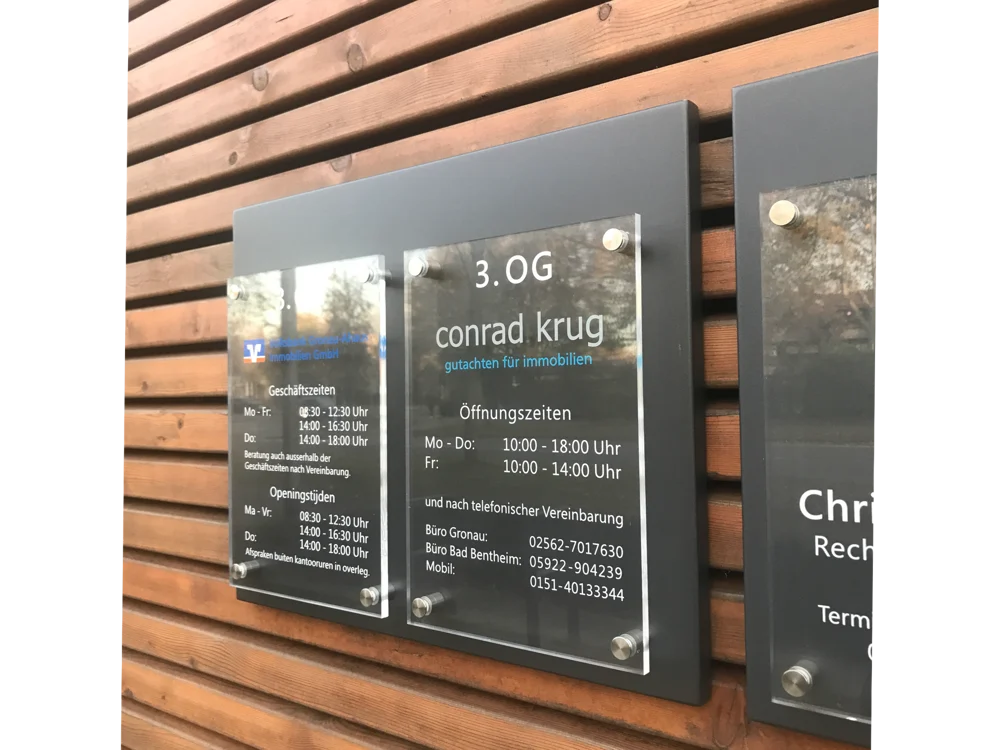 3.
Immobilien GmbH
Geschäftszeiten
Mo - Fr: 08:30 - 12:30 Uhr
14:00 - 16:30 Uhr
Do: 14:00 - 18:00 Uhr
Beratung auch ausserhalb der
Geschäftszeiten nach Vereinbarung.
Openingstijden
Ma - Vr: 08:30 - 12:30 Uhr
14:00 - 16:30 Uhr
Do: 14:00 - 18:00 Uhr
Afspraken buiten kantooruren in overleg.
3. OG
conrad krug
gutachten für immobilien
Öffnungszeiten
Mo - Do: 10:00 - 18:00 Uhr
Fr: 10:00 - 14:00 Uhr
und nach telefonischer Vereinbarung
Büro Gronau: 02562-7017630
Büro Bad Bentheim: 05922-904239
Mobil: 0151-40133344
Chri
Rech
Termi